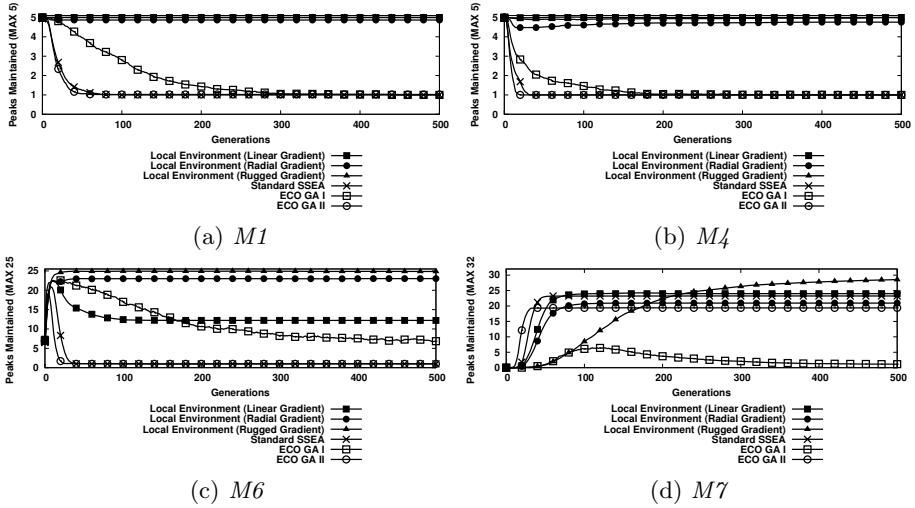 Peaks Maintained (MAX 5)
5
4
3
2
1
0
0 100 200 300 400 500
Generations
Local Environment (Linear Gradient)
Local Environment (Radial Gradient)
Local Environment (Rugged Gradient)
Standard SSEA
ECO GA I
ECO GA II
(a) M1
Peaks Maintained (MAX 5)
5
4
3
2
1
0
0 100 200 300 400 500
Generations
Local Environment (Linear Gradient)
Local Environment (Radial Gradient)
Local Environment (Rugged Gradient)
Standard SSEA
ECO GA I
ECO GA II
(b) M4
Peaks Maintained (MAX 25
25
20
15
10
5
0
0 100 200 300 400 500
Generations
Local Environment (Linear Gradient)
Local Environment (Radial Gradient)
Local Environment (Rugged Gradient)
Standard SSEA
ECO GA I
ECO GA II
(c) M6
Peaks Maintained (MAX 32
30
25
20
15
10
5
0
0 100 200 300 400 500
Generations
Local Environment (Linear Gradient)
Local Environment (Radial Gradient)
Local Environment (Rugged Gradient)
Standard SSEA
ECO GA I
ECO GA II
(d) M7